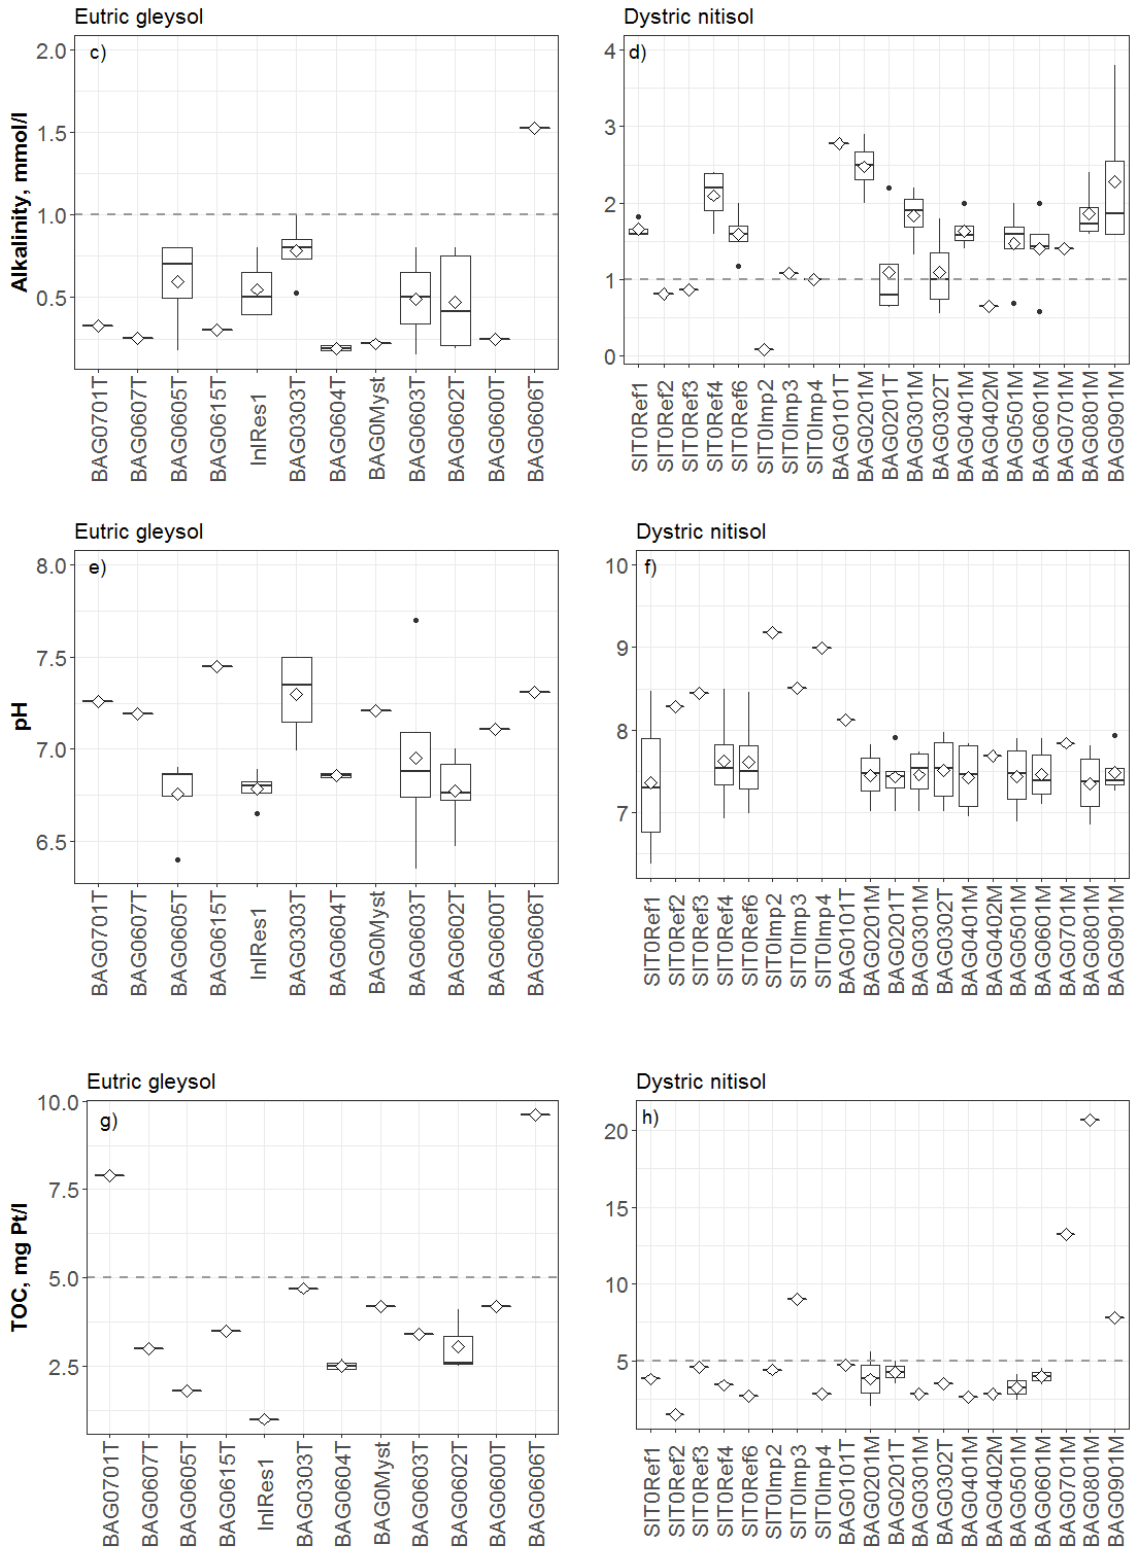 Eutric gleysol
Dystric nitisol
c)
d)
Alkalinity, mmol/l
2.0
1.5
1.0
0.5
4
3
2
1
0
BAG0701T
BAG0607T
BAG0605T
BAG0615T
InlRes1
BAG0303T
BAG0604T
BAG0Myst
BAG0603T
BAG0602T
BAG0600T
BAG0606T
SIT0Ref1
SIT0Ref2
SIT0Ref3
SIT0Ref4
SIT0Ref6
SIT0Imp2
SIT0Imp3
SIT0Imp4
BAG0101T
BAG0201M
BAG0201T
BAG0301M
BAG0302T
BAG0401M
BAG0402M
BAG0501M
BAG0601M
BAG0701M
BAG0801M
BAG0901M
Eutric gleysol
Dystric nitisol
e)
f)
pH
8.0
7.5
7.0
6.5
10
9
8
7
BAG0701T
BAG0607T
BAG0605T
BAG0615T
InlRes1
BAG0303T
BAG0604T
BAG0Myst
BAG0603T
BAG0602T
BAG0600T
BAG0606T
SIT0Ref1
SIT0Ref2
SIT0Ref3
SIT0Ref4
SIT0Ref6
SIT0Imp2
SIT0Imp3
SIT0Imp4
BAG0101T
BAG0201M
BAG0201T
BAG0301M
BAG0302T
BAG0401M
BAG0402M
BAG0501M
BAG0601M
BAG0701M
BAG0801M
BAG0901M
Eutric gleysol
Dystric nitisol
g)
h)
TOC, mg Pt/l
10.0
7.5
5.0
2.5
20
15
10
5
BAG0701T
BAG0607T
BAG0605T
BAG0615T
InlRes1
BAG0303T
BAG0604T
BAG0Myst
BAG0603T
BAG0602T
BAG0600T
BAG0606T
SIT0Ref1
SIT0Ref2
SIT0Ref3
SIT0Ref4
SIT0Ref6
SIT0Imp2
SIT0Imp3
SIT0Imp4
BAG0101T
BAG0201M
BAG0201T
BAG0301M
BAG0302T
BAG0401M
BAG0402M
BAG0501M
BAG0601M
BAG0701M
BAG0801M
BAG0901M